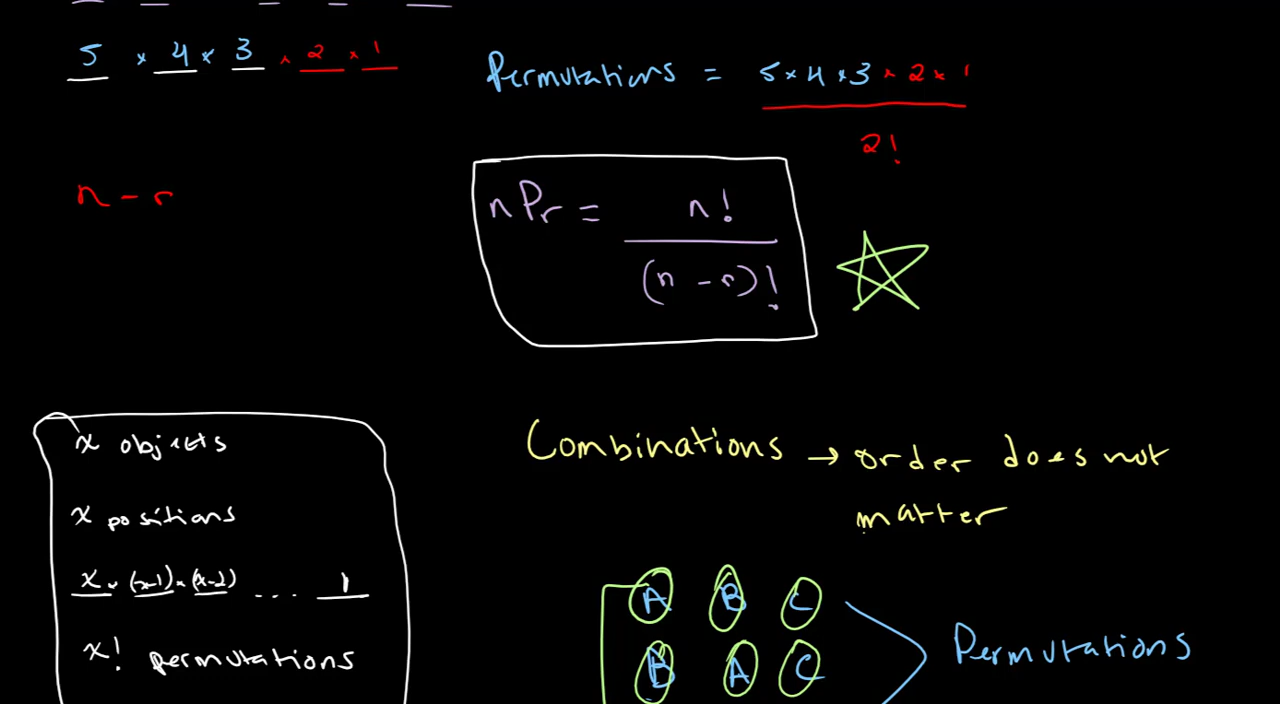 5 × 4 × 3 × 2 × 1
Permutations = 5 × 4 × 3 × 2 × 1
2!
n - r
nPr = n!
(n - r)!
x objects
x positions
x × (x-1) × (x-2) .... 1
x! permutations
Combinations → order does not
matter
A B C
B A C
Permutations